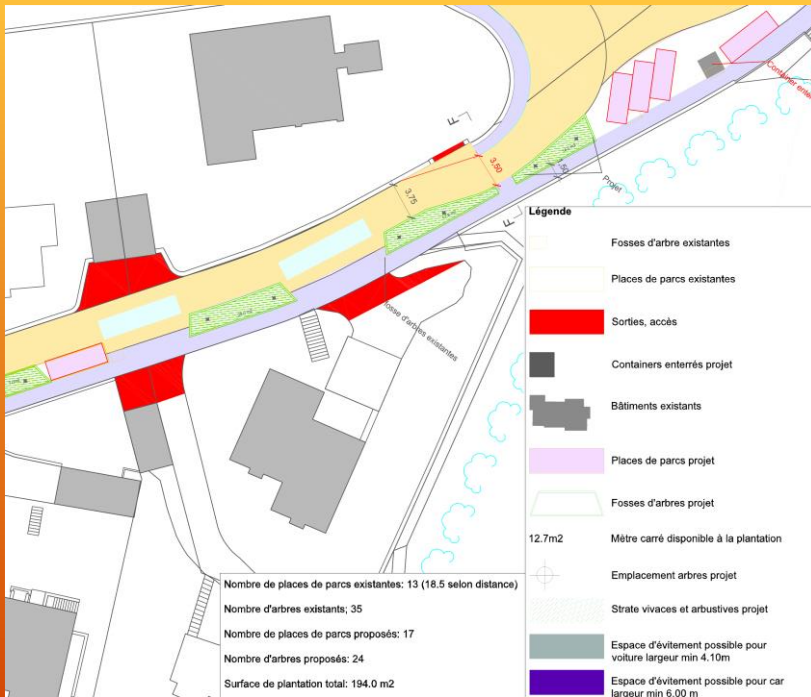 Container
F
3,50
3,75
Projet
F
Fosse d'arbres existantes
Légende
Fosses d'arbre existantes
Places de parcs existantes
Sorties, accès
Containers enterrés projet
Bâtiments existants
Places de parcs projet
Fosses d'arbres projet
12.7m2 Mètre carré disponible à la plantation
Emplacement arbres projet
Strate vivaces et arbustives projet
Espace d'évitement possible pour
voiture largeur min 4.10m
Espace d'évitement possible pour car
largeur min 6.00 m
Nombre de places de parcs existantes: 13 (18.5 selon distance)
Nombre d'arbres existants; 35
Nombre de places de parcs proposés: 17
Nombre d'arbres proposés: 24
Surface de plantation total: 194.0 m2